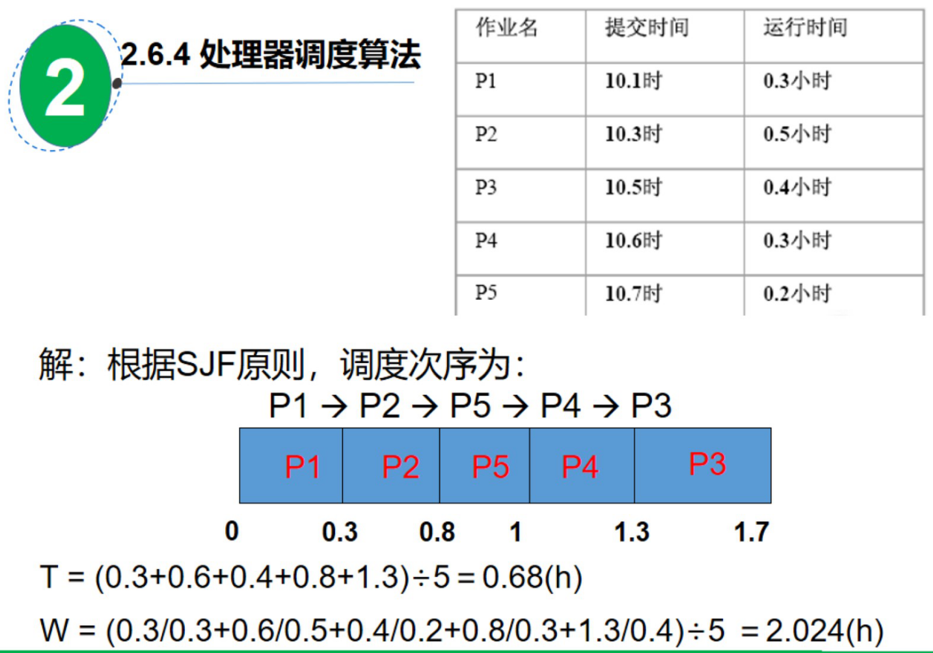 2
2.6.4 处理器调度算法
作业名 提交时间 运行时间
P1 10.1时 0.3小时
P2 10.3时 0.5小时
P3 10.5时 0.4小时
P4 10.6时 0.3小时
P5 10.7时 0.2小时
解：根据SJF原则，调度次序为：
P1 → P2 → P5 → P4 → P3
P1 P2 P5 P4 P3
0 0.3 0.8 1 1.3 1.7
T = (0.3+0.6+0.4+0.8+1.3)÷5 = 0.68(h)
W = (0.3/0.3+0.6/0.5+0.4/0.2+0.8/0.3+1.3/0.4)÷5 = 2.024(h)